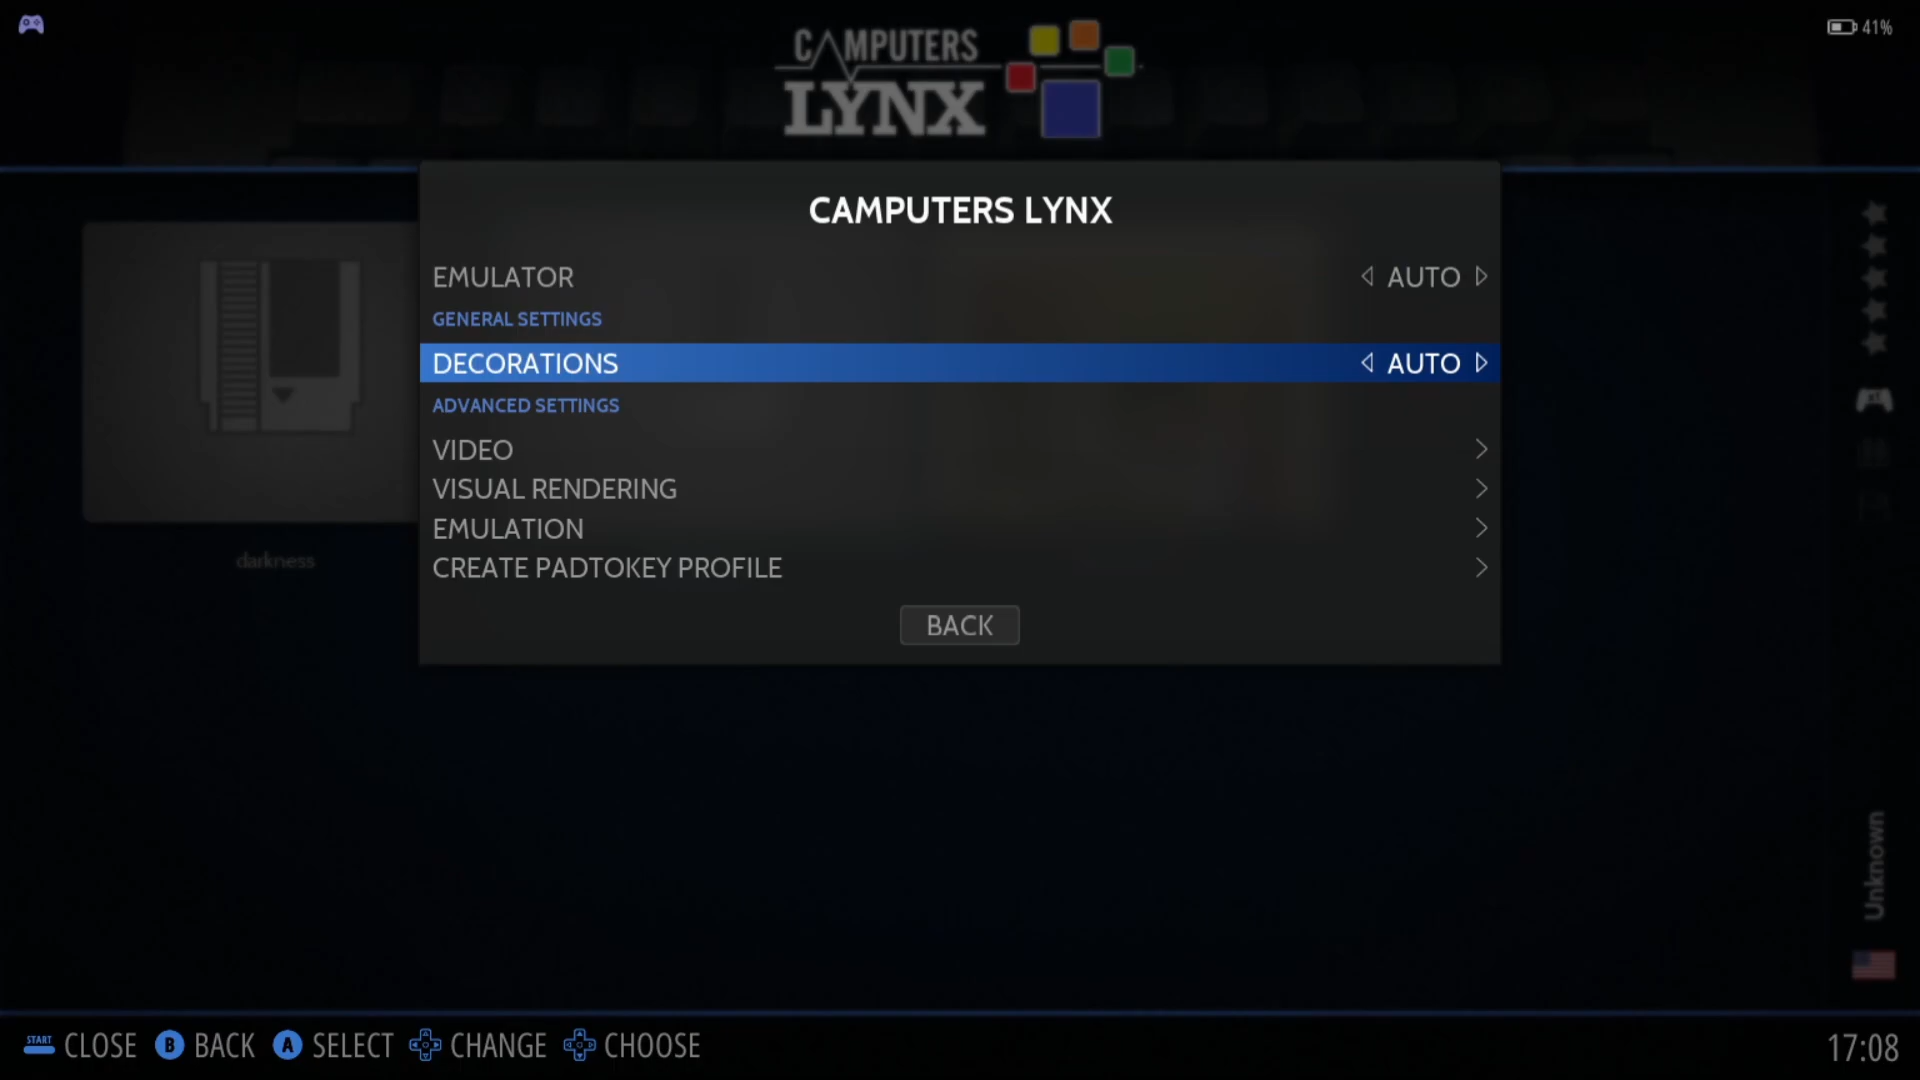 41%
CAMPUTERS
LYNX
CAMPUTERS LYNX
EMULATOR AUTO
GENERAL SETTINGS
DECORATIONS AUTO
ADVANCED SETTINGS
VIDEO
VISUAL RENDERING
EMULATION
CREATE PADTOKEY PROFILE
BACK
darkness
Unknown
START CLOSE B BACK A SELECT CHANGE CHOOSE
17:08